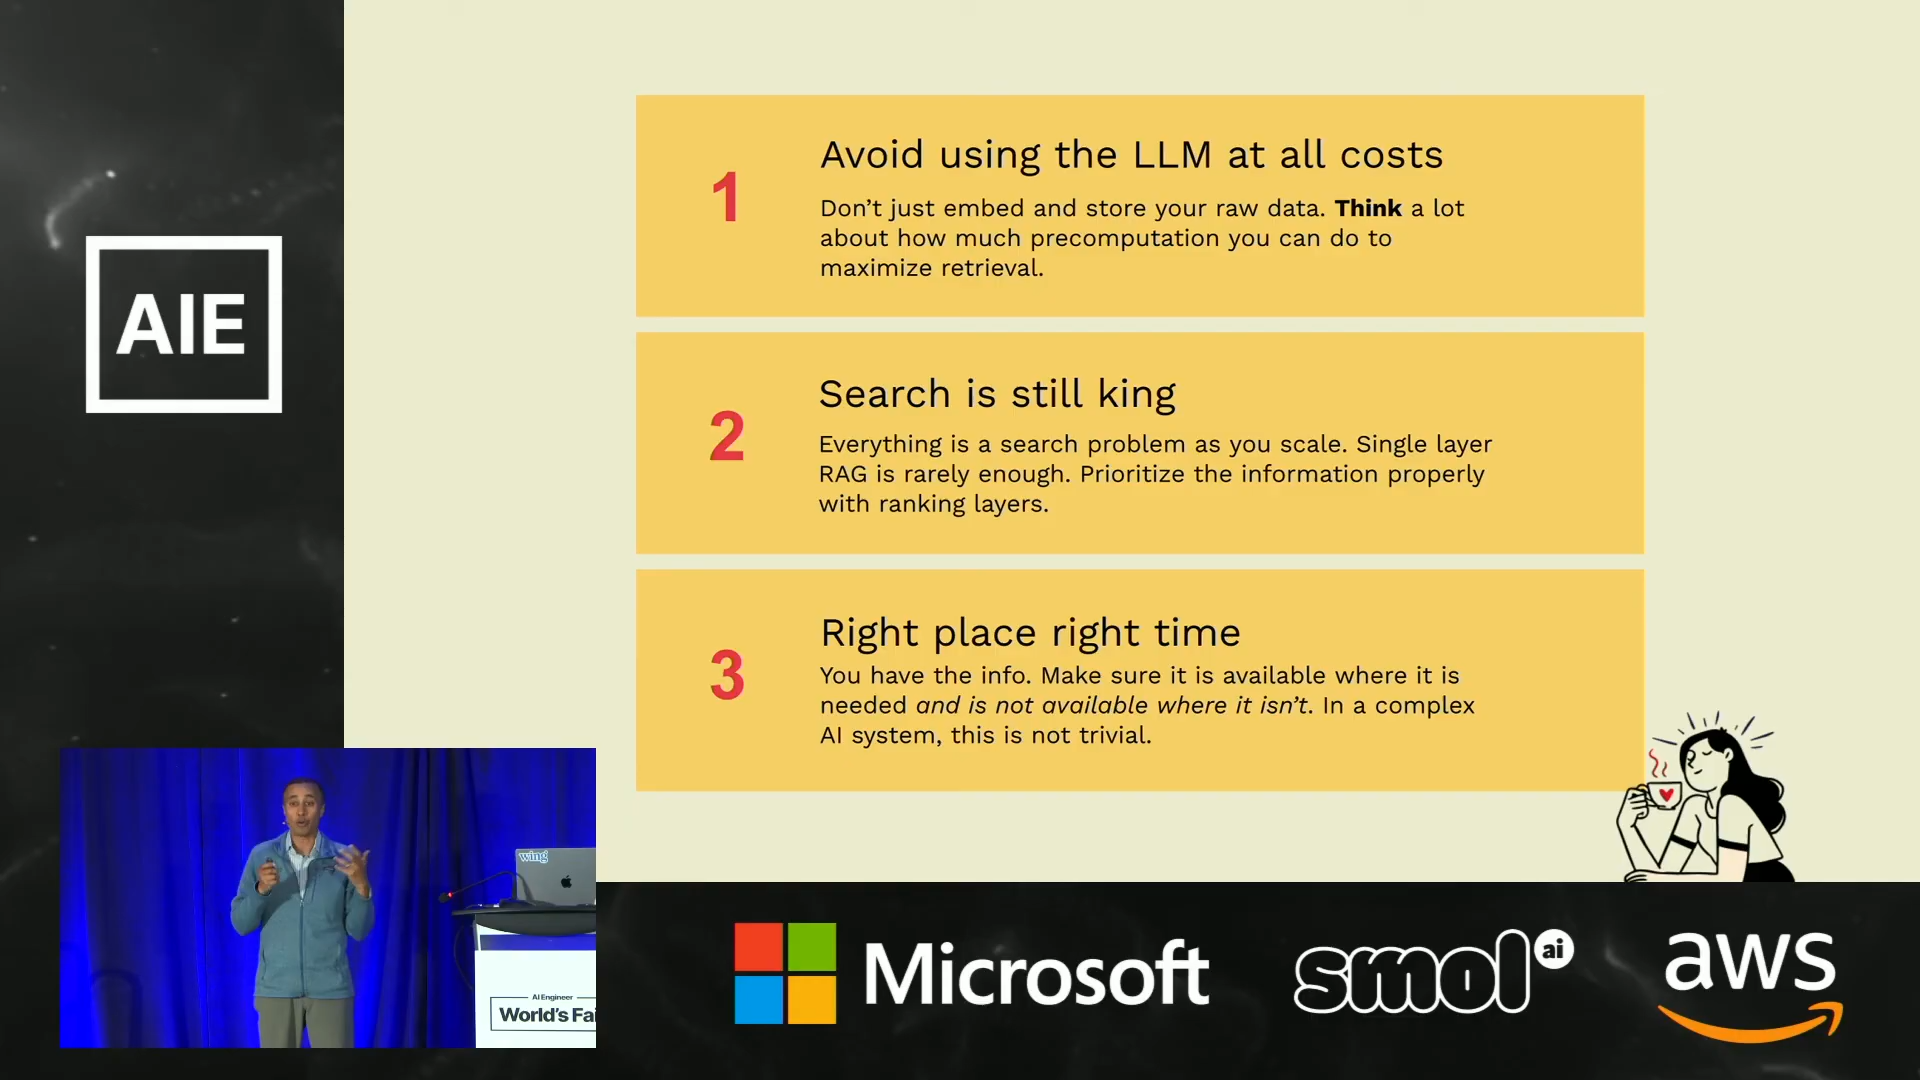 AIE
1
Avoid using the LLM at all costs
Don’t just embed and store your raw data. Think a lot
about how much precomputation you can do to
maximize retrieval.
2
Search is still king
Everything is a search problem as you scale. Single layer
RAG is rarely enough. Prioritize the information properly
with ranking layers.
3
Right place right time
You have the info. Make sure it is available where it is
needed and is not available where it isn’t. In a complex
AI system, this is not trivial.
wing
AI Engineer
World's Fai
Microsoft
smol ai
aws